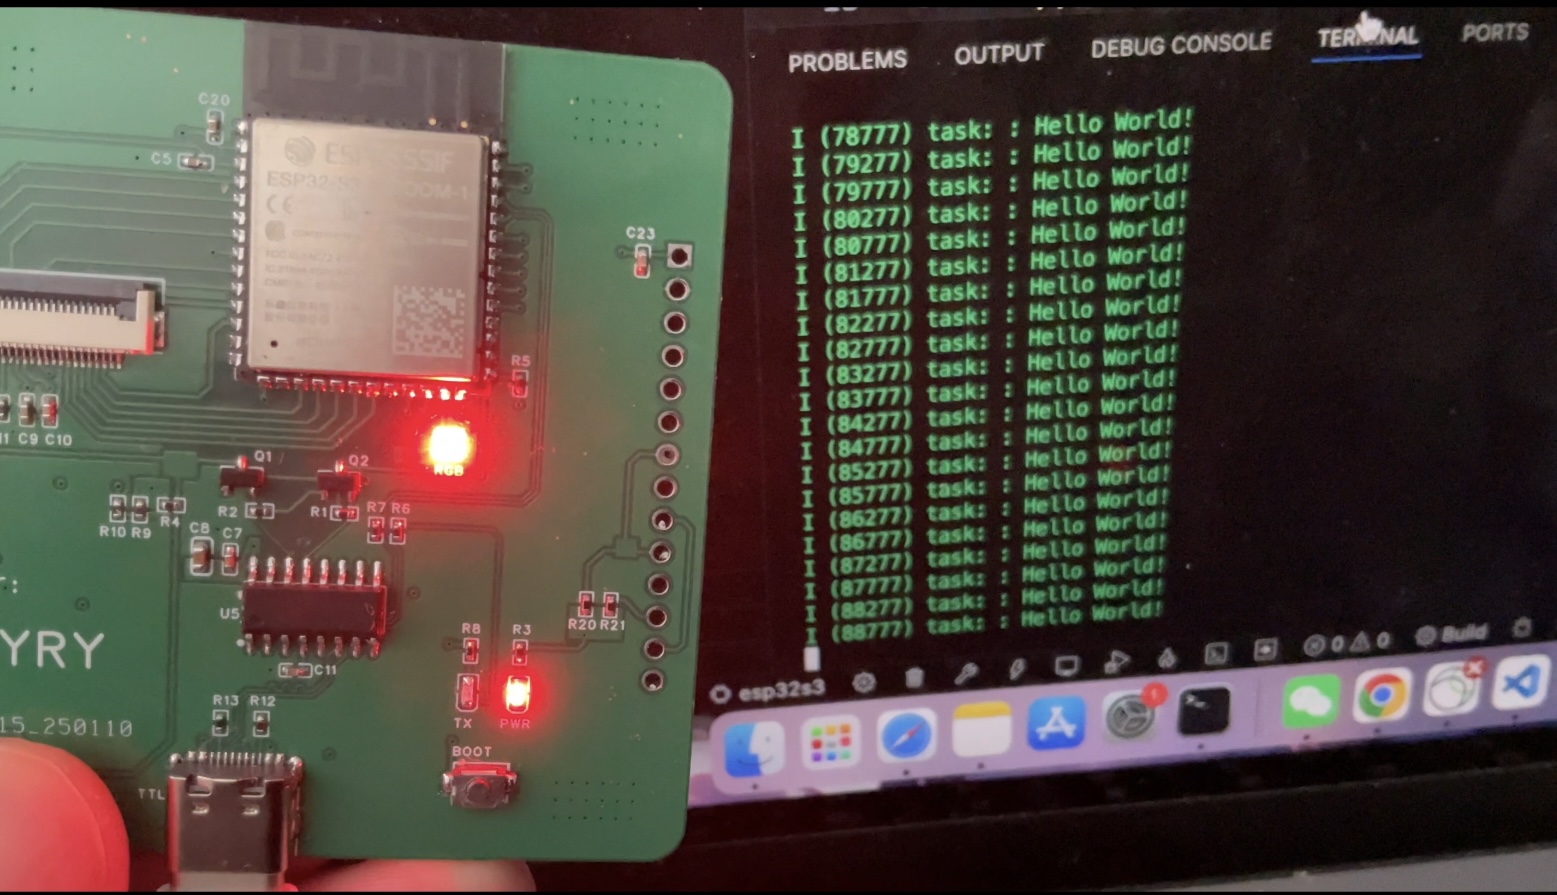 PROBLEMS OUTPUT DEBUG CONSOLE TERMINAL PORTS
I (78777) task: : Hello World!
I (79277) task: : Hello World!
I (79777) task: : Hello World!
I (80277) task: : Hello World!
I (80777) task: : Hello World!
I (81277) task: : Hello World!
I (81777) task: : Hello World!
I (82277) task: : Hello World!
I (82777) task: : Hello World!
I (83277) task: : Hello World!
I (83777) task: : Hello World!
I (84277) task: : Hello World!
I (84777) task: : Hello World!
I (85277) task: : Hello World!
I (85777) task: : Hello World!
I (86277) task: : Hello World!
I (86777) task: : Hello World!
I (87277) task: : Hello World!
I (87777) task: : Hello World!
I (88277) task: : Hello World!
I (88777) task: : Hello World!
esp32s3 0 0 Build
1
C20
C5
CE
C23
R5
C9 C10
Q1 Q2
RGB
R10 R9 R4 R2 R1 R7 R6
C8 C7
U5
R20 R21
R8 R3
C11
YRY
R13 R12
TX PWR
15_250110
BOOT
TTL